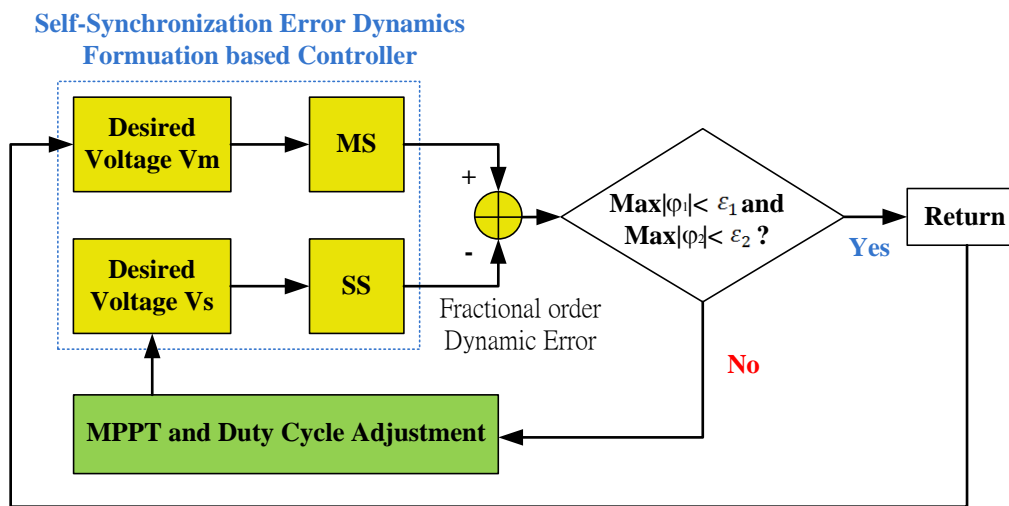 Self-Synchronization Error Dynamics
Formuation based Controller
Desired
Voltage Vm
MS
+
Desired
Voltage Vs
SS
-
Fractional order
Dynamic Error
Max|φ₁|< ε₁ and
Max|φ₂|< ε₂ ?
Yes
Return
No
MPPT and Duty Cycle Adjustment